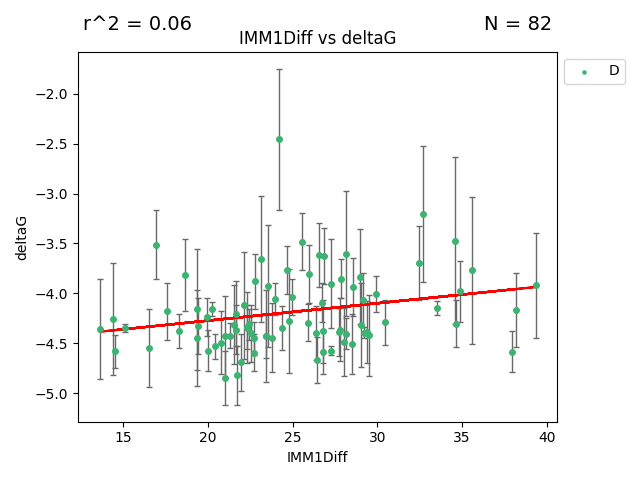 r^2 = 0.06
N = 82
IMM1Diff vs deltaG
D
−2.0
−2.5
−3.0
−3.5
−4.0
−4.5
−5.0
deltaG
15 20 25 30 35 40
IMM1Diff